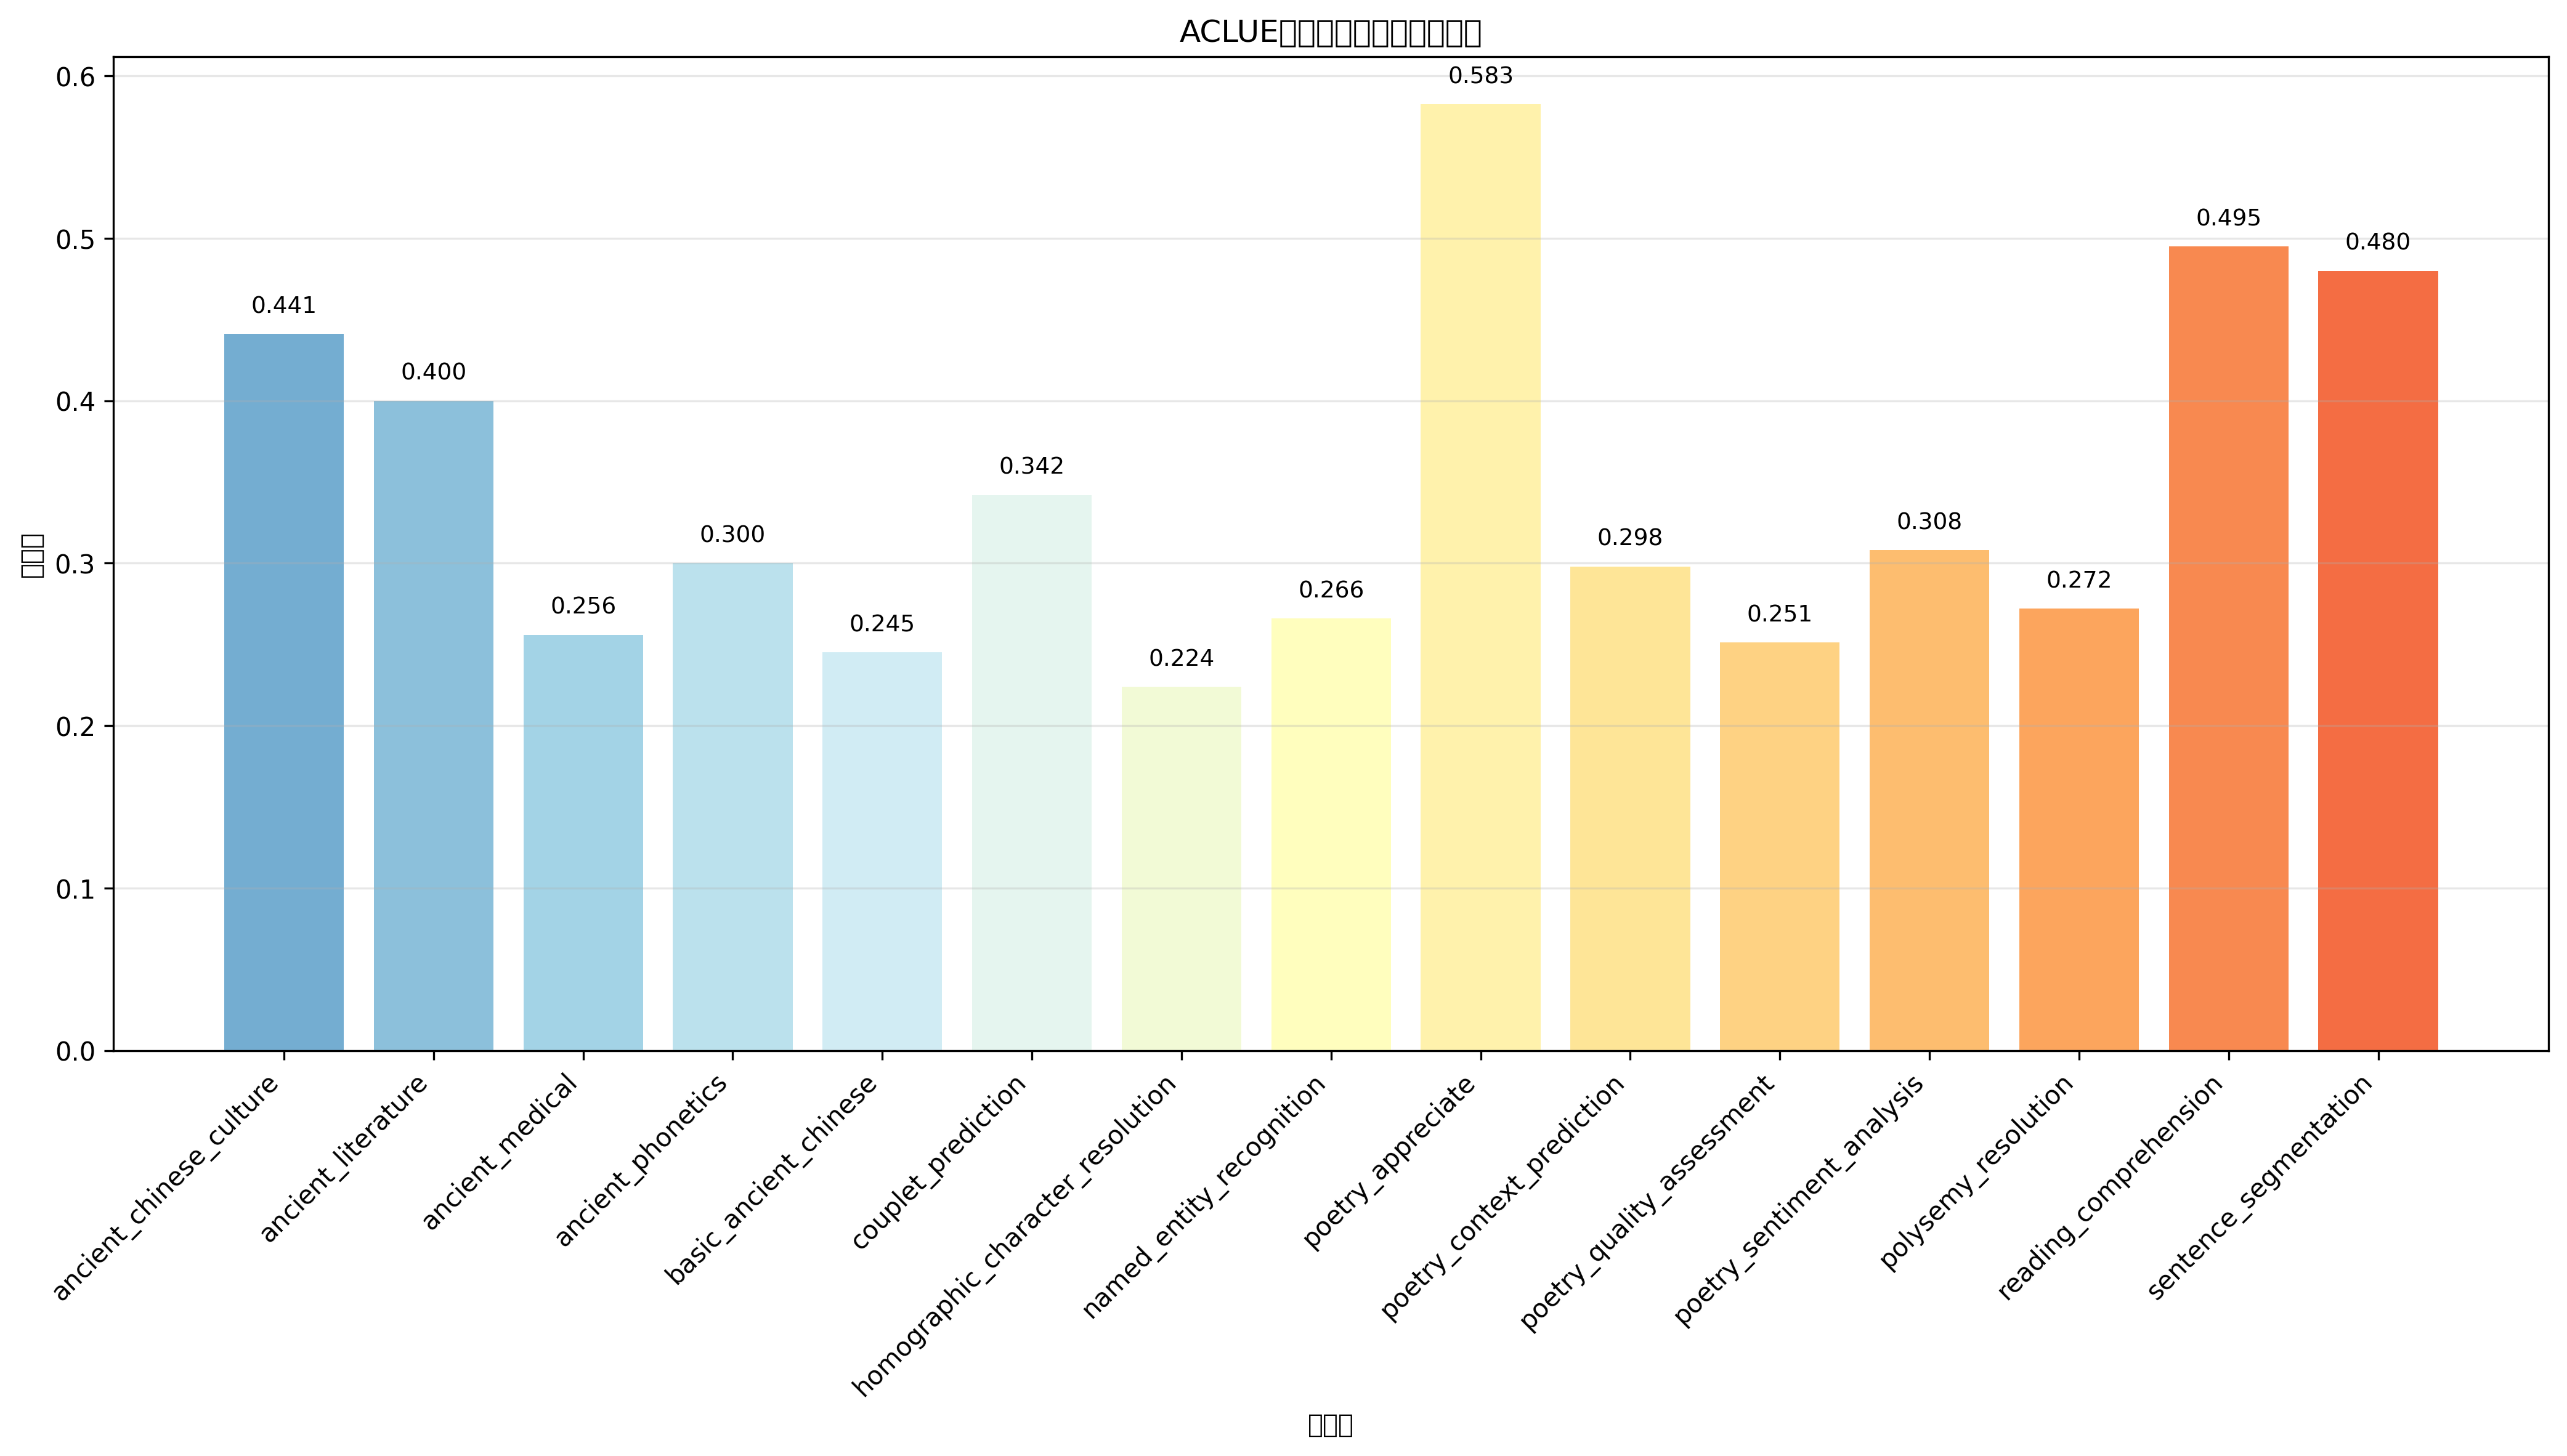 ACLUE
0.6
0.5
0.4
0.3
0.2
0.1
0.0
0.441
0.400
0.256
0.300
0.245
0.342
0.224
0.266
0.583
0.298
0.251
0.308
0.272
0.495
0.480
ancient_chinese_culture
ancient_literature
ancient_medical
ancient_phonetics
basic_ancient_chinese
couplet_prediction
homographic_character_resolution
named_entity_recognition
poetry_appreciate
poetry_context_prediction
poetry_quality_assessment
poetry_sentiment_analysis
polysemy_resolution
reading_comprehension
sentence_segmentation